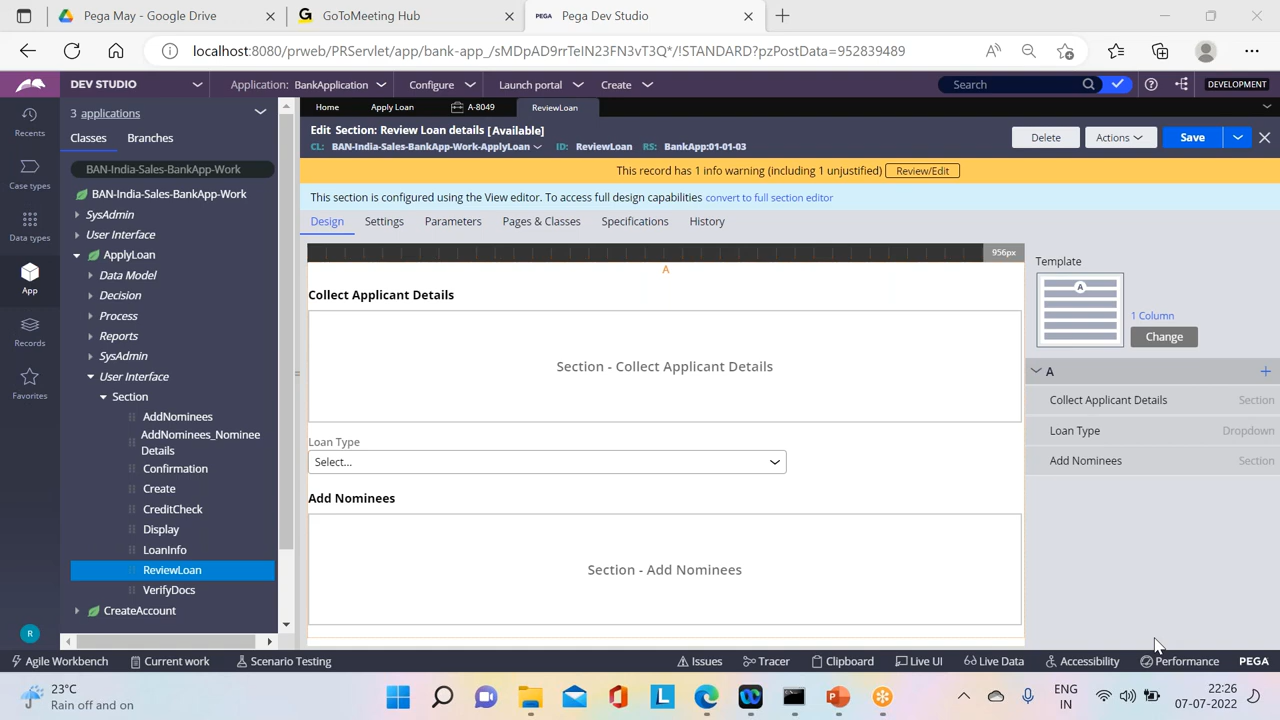 Pega May - Google Drive
GoToMeeting Hub
PEGA Pega Dev Studio
localhost:8080/prweb/PRServlet/app/bank-app_/sMDpAD9rrTeIN23FN3vT3Q*/!STANDARD?pzPostData=952839489
DEV STUDIO
Application: BankApplication
Configure
Launch portal
Create
Search
DEVELOPMENT
3 applications
Classes
Branches
Recents
Case types
Data types
App
Records
Favorites
R
BAN-India-Sales-BankApp-Work
BAN-India-Sales-BankApp-Work
SysAdmin
User Interface
ApplyLoan
Data Model
Decision
Process
Reports
SysAdmin
User Interface
Section
AddNominees
AddNominees_Nominee
Details
Confirmation
Create
CreditCheck
Display
LoanInfo
ReviewLoan
VerifyDocs
CreateAccount
Home
Apply Loan
A-8049
ReviewLoan
Edit Section: Review Loan details [Available]
CL: BAN-India-Sales-BankApp-Work-ApplyLoan ID: ReviewLoan RS: BankApp:01-01-03
Delete
Actions
Save
This record has 1 info warning (including 1 unjustified) Review/Edit
This section is configured using the View editor. To access full design capabilities convert to full section editor
Design
Settings
Parameters
Pages & Classes
Specifications
History
956px
A
Collect Applicant Details
Section - Collect Applicant Details
Loan Type
Select...
Add Nominees
Section - Add Nominees
Template
A
1 Column
Change
A
Collect Applicant Details Section
Loan Type Dropdown
Add Nominees Section
Agile Workbench
Current work
Scenario Testing
Issues
Tracer
Clipboard
Live UI
Live Data
Accessibility
Performance
PEGA
23°C
Rain off and on
L
ENG
IN
22:26
07-07-2022